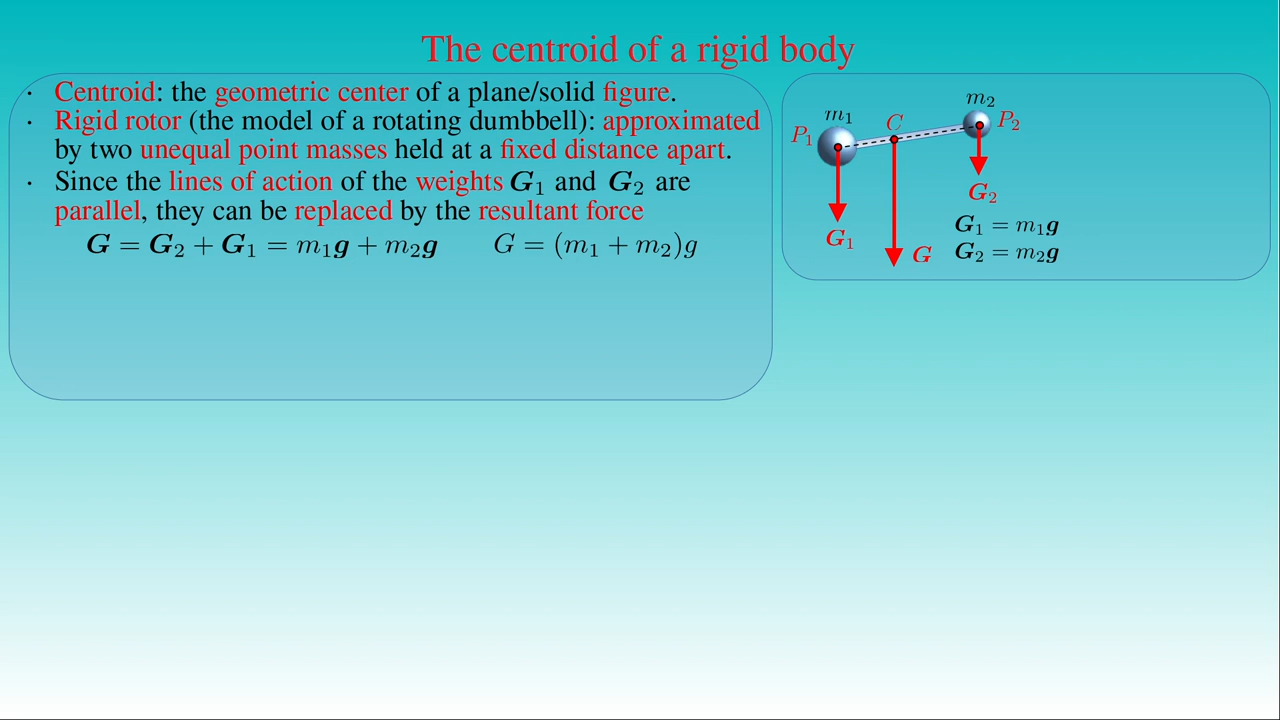 The centroid of a rigid body
· Centroid: the geometric center of a plane/solid figure.
· Rigid rotor (the model of a rotating dumbbell): approximated
by two unequal point masses held at a fixed distance apart.
· Since the lines of action of the weights G₁ and G₂ are
parallel, they can be replaced by the resultant force
G = G₂ + G₁ = m₁g + m₂g G = (m₁ + m₂)g
m₁
m₂
P₁
C
P₂
G₂
G₁
G
G₁ = m₁g
G₂ = m₂g